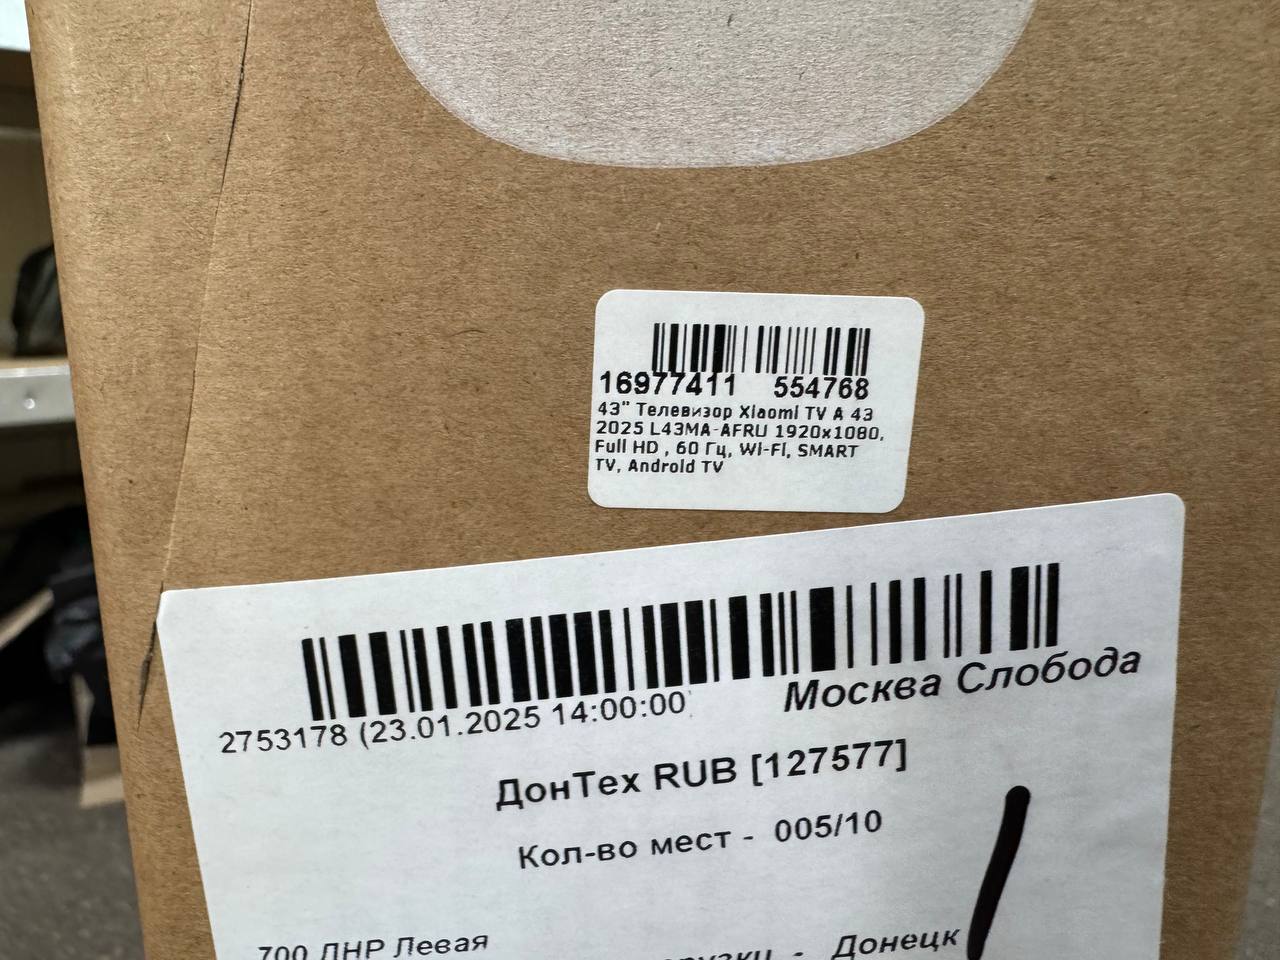 16977411 554768
43" Телевизор Xiaomi TV A 43
2025 L43MA-AFRU 1920x1080,
Full HD , 60 Гц, Wi-Fi, SMART
TV, Android TV
2753178 (23.01.2025 14:00:00
Москва Слобода
ДонТех RUB [127577]
Кол-во мест - 005/10
700 ЛНР Левая
- Донецк